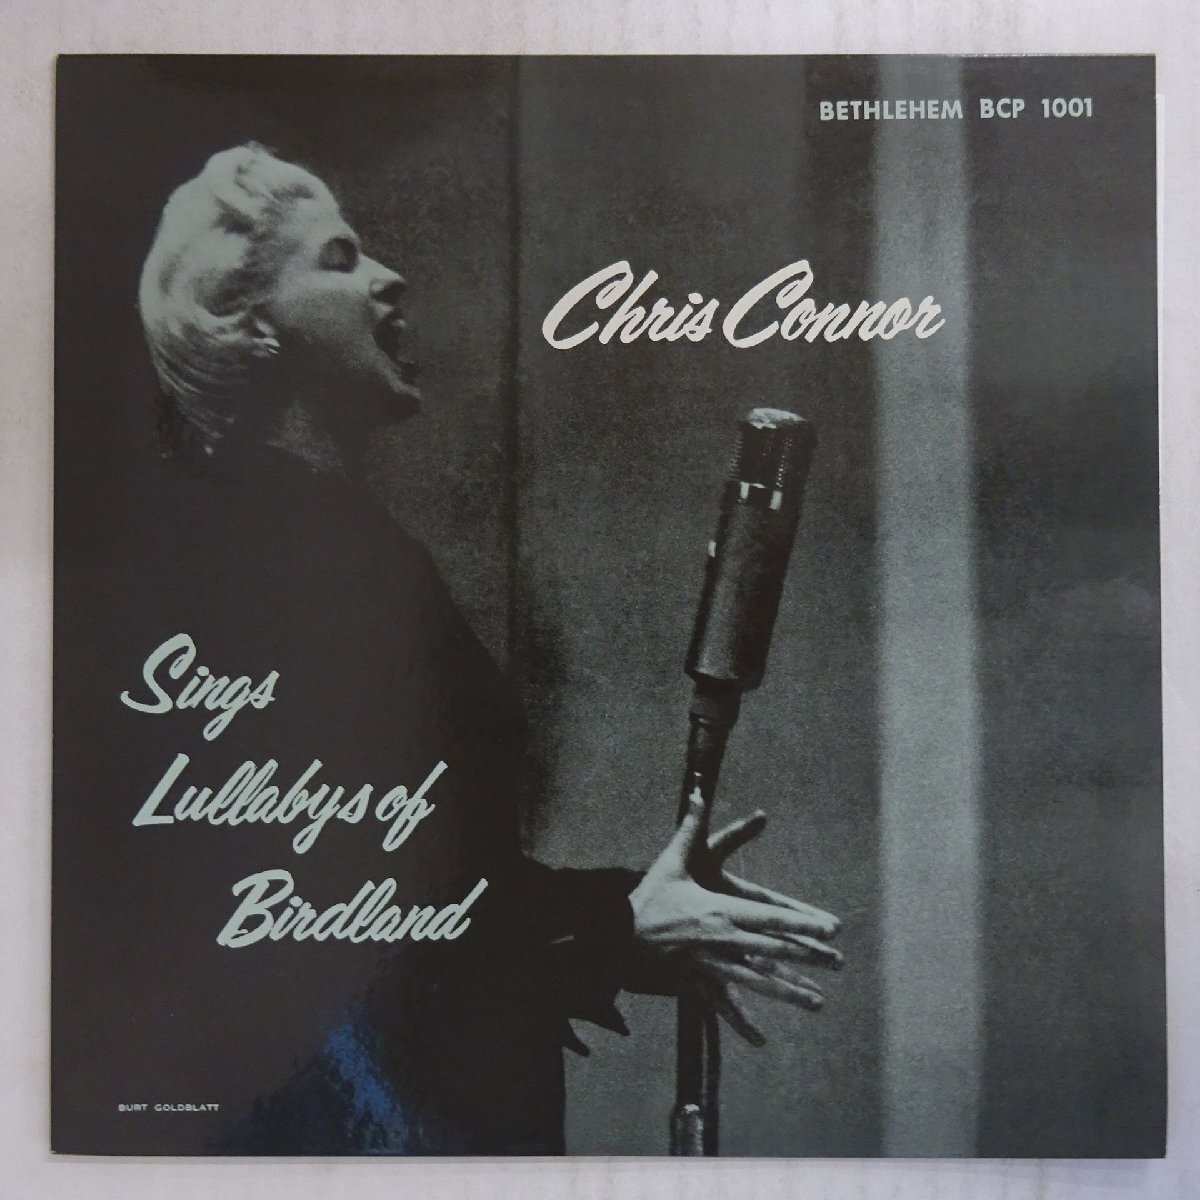 BETHLEHEM BCP 1001
Chris Connor
Sings
Lullabys of
Birdland
BURT GOLDBLATT